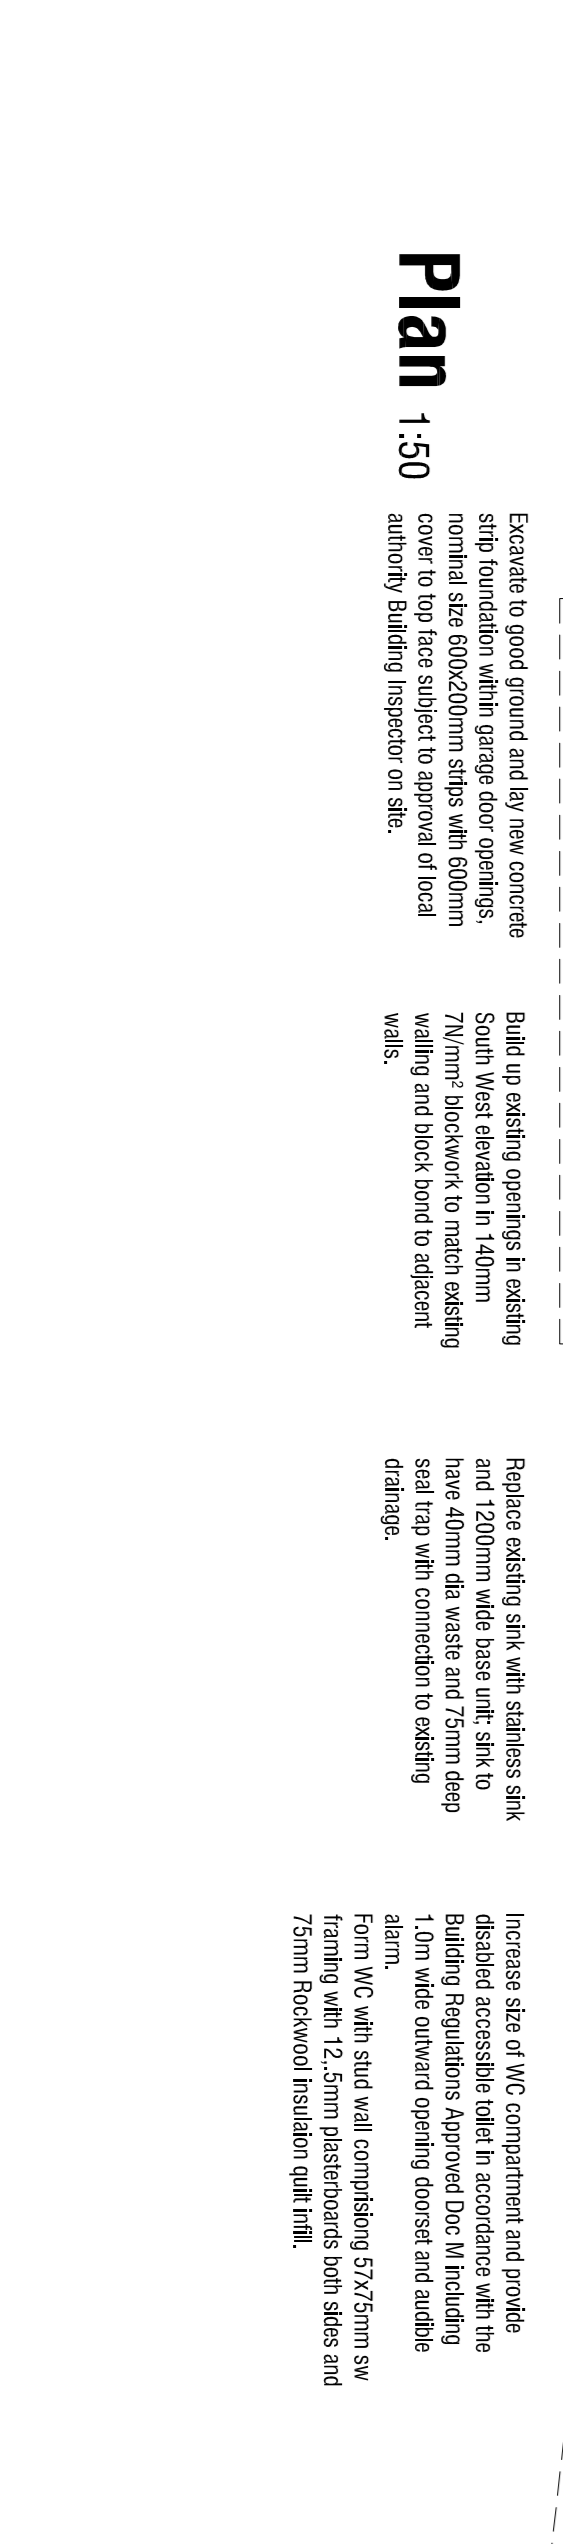 Plan 1:50
Excavate to good ground and lay new concrete
strip foundation within garage door openings,
nominal size 600x200mm strips with 600mm
cover to top face subject to approval of local
authority Building Inspector on site.
Build up existing openings in existing
South West elevation in 140mm
7N/mm² blockwork to match existing
walling and block bond to adjacent
walls.
Replace existing sink with stainless sink
and 1200mm wide base unit; sink to
have 40mm dia waste and 75mm deep
seal trap with connection to existing
drainage.
Increase size of WC compartment and provide
disabled accessible toilet in accordance with the
Building Regulations Approved Doc M including
1.0m wide outward opening doorset and audible
alarm.
Form WC with stud wall comprisiong 57x75mm sw
framing with 12,.5mm plasterboards both sides and
75mm Rockwool insulaion quilt infill.